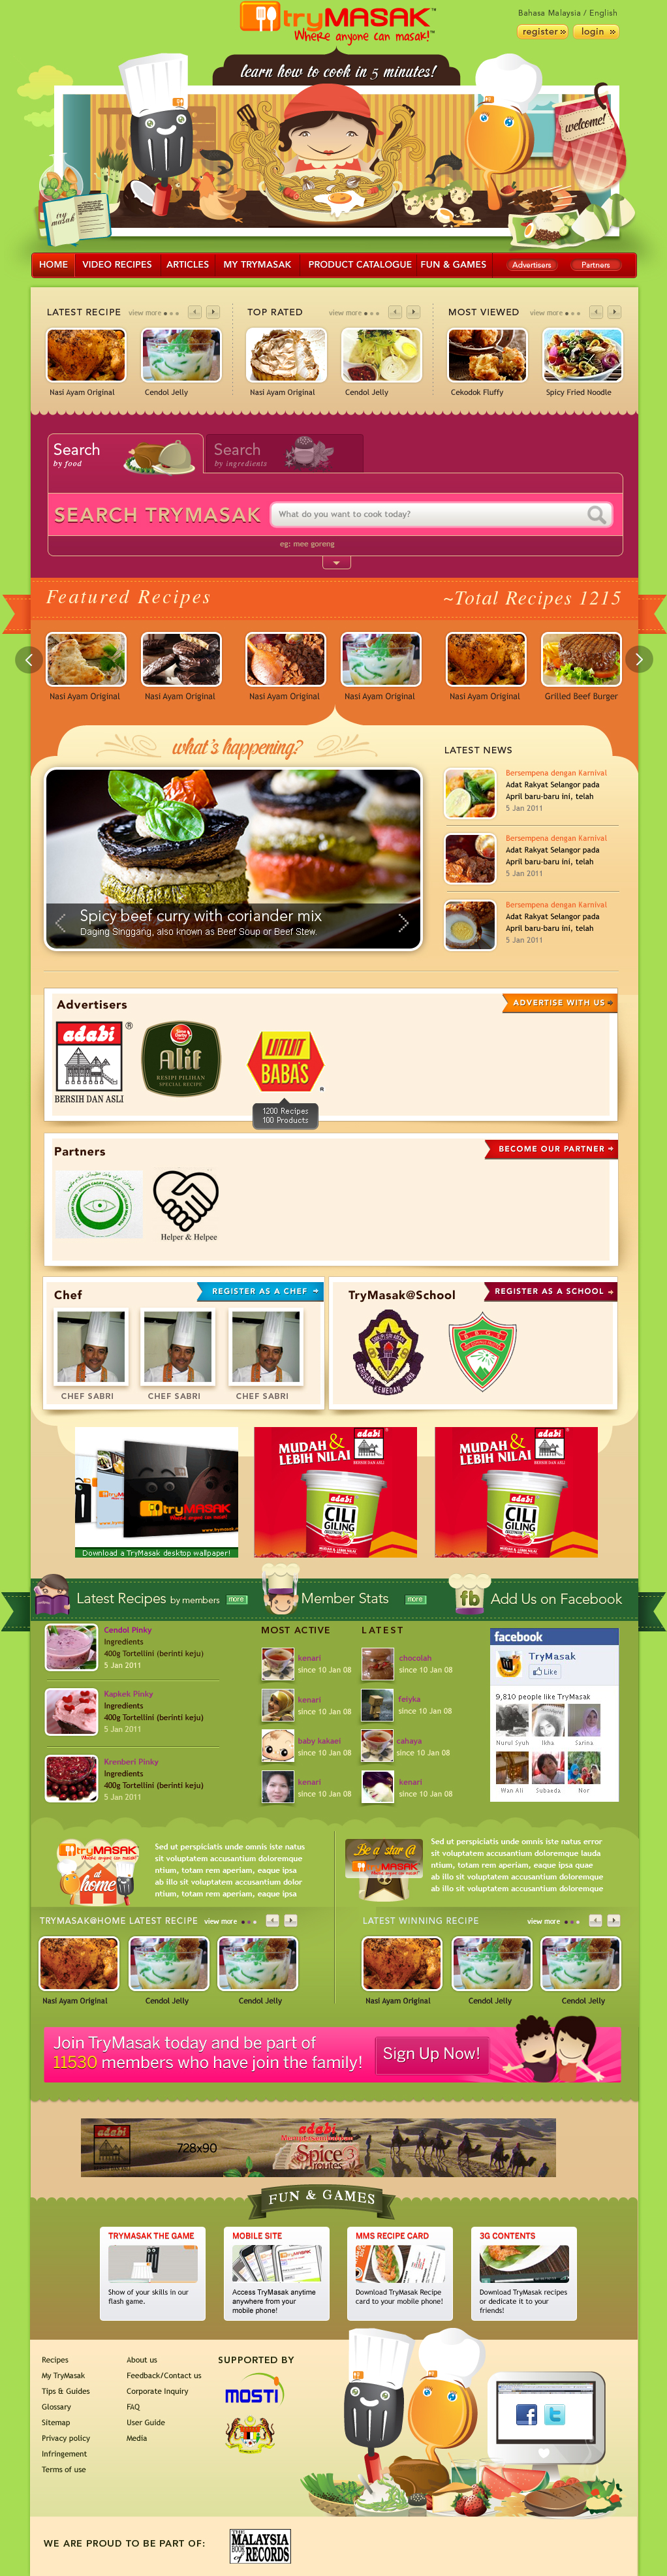 tryMASAK™
Where anyone can masak!™
Bahasa Malaysia / English
register »
login »
learn how to cook in 5 minutes!
welcome!
try masak
HOME
VIDEO RECIPES
ARTICLES
MY TRYMASAK
PRODUCT CATALOGUE
FUN & GAMES
Advertisers
Partners
LATEST RECIPE view more
TOP RATED view more
MOST VIEWED view more
Nasi Ayam Original
Cendol Jelly
Nasi Ayam Original
Cendol Jelly
Cekodok Fluffy
Spicy Fried Noodle
Search
by food
Search
by ingredients
SEARCH TRYMASAK
What do you want to cook today?
eg: mee goreng
Featured Recipes
~Total Recipes 1215
Nasi Ayam Original
Nasi Ayam Original
Nasi Ayam Original
Nasi Ayam Original
Nasi Ayam Original
Grilled Beef Burger
what's happening?
Spicy beef curry with coriander mix
Daging Singgang, also known as Beef Soup or Beef Stew.
LATEST NEWS
Bersempena dengan Karnival
Adat Rakyat Selangor pada
April baru-baru ini, telah
5 Jan 2011
Bersempena dengan Karnival
Adat Rakyat Selangor pada
April baru-baru ini, telah
5 Jan 2011
Bersempena dengan Karnival
Adat Rakyat Selangor pada
April baru-baru ini, telah
5 Jan 2011
Advertisers
ADVERTISE WITH US
adabi ®
BERSIH DAN ASLI
Alif
RESIPI PILIHAN
SPECIAL RECIPE
BABA'S
1200 Recipes
100 Products
Partners
BECOME OUR PARTNER
Helper & Helpee
Chef
REGISTER AS A CHEF
CHEF SABRI
CHEF SABRI
CHEF SABRI
TryMasak@School
REGISTER AS A SCHOOL
tryMASAK
Download a TryMasak desktop wallpaper!
MUDAH & LEBIH NILAI
adabi
CILI GILING
MUDAH & LEBIH NILAI
adabi
CILI GILING
Latest Recipes by members
more
Member Stats
more
fb
Add Us on Facebook
Cendol Pinky
Ingredients
400g Tortellini (berinti keju)
5 Jan 2011
Kapkek Pinky
Ingredients
400g Tortellini (berinti keju)
5 Jan 2011
Krenberi Pinky
Ingredients
400g Tortellini (berinti keju)
5 Jan 2011
MOST ACTIVE
kenari
since 10 Jan 08
kenari
since 10 Jan 08
baby kakaei
since 10 Jan 08
kenari
since 10 Jan 08
LATEST
chocolah
since 10 Jan 08
feiyka
since 10 Jan 08
cahaya
since 10 Jan 08
kenari
since 10 Jan 08
facebook
TryMasak
Like
9,810 people like TryMasak
Nurul Syuh
Ikha
Sarina
Wan Ali
Subaeda
Nor
tryMASAK
at home
Sed ut perspiciatis unde omnis iste natus
sit voluptatem accusantium doloremque
ntium, totam rem aperiam, eaque ipsa
ab illo sit voluptatem accusantium dolor
ntium, totam rem aperiam, eaque ipsa
Be a star @
tryMASAK
Sed ut perspiciatis unde omnis iste natus error
sit voluptatem accusantium doloremque lauda
ntium, totam rem aperiam, eaque ipsa quae
ab illo sit voluptatem accusantium doloremque
ab illo sit voluptatem accusantium doloremque
TRYMASAK@HOME LATEST RECIPE view more
LATEST WINNING RECIPE view more
Nasi Ayam Original
Cendol Jelly
Cendol Jelly
Nasi Ayam Original
Cendol Jelly
Cendol Jelly
Join TryMasak today and be part of
11530 members who have join the family!
Sign Up Now!
adabi
728x90
adabi
Spice routes 3
FUN & GAMES
TRYMASAK THE GAME
Show of your skills in our
flash game.
MOBILE SITE
Access TryMasak anytime
anywhere from your
mobile phone!
MMS RECIPE CARD
Download TryMasak Recipe
card to your mobile phone!
3G CONTENTS
Download TryMasak recipes
or dedicate it to your
friends!
Recipes
My TryMasak
Tips & Guides
Glossary
Sitemap
Privacy policy
Infringement
Terms of use
About us
Feedback/Contact us
Corporate Inquiry
FAQ
User Guide
Media
SUPPORTED BY
MOSTI
WE ARE PROUD TO BE PART OF:
THE MALAYSIA BOOK OF RECORDS